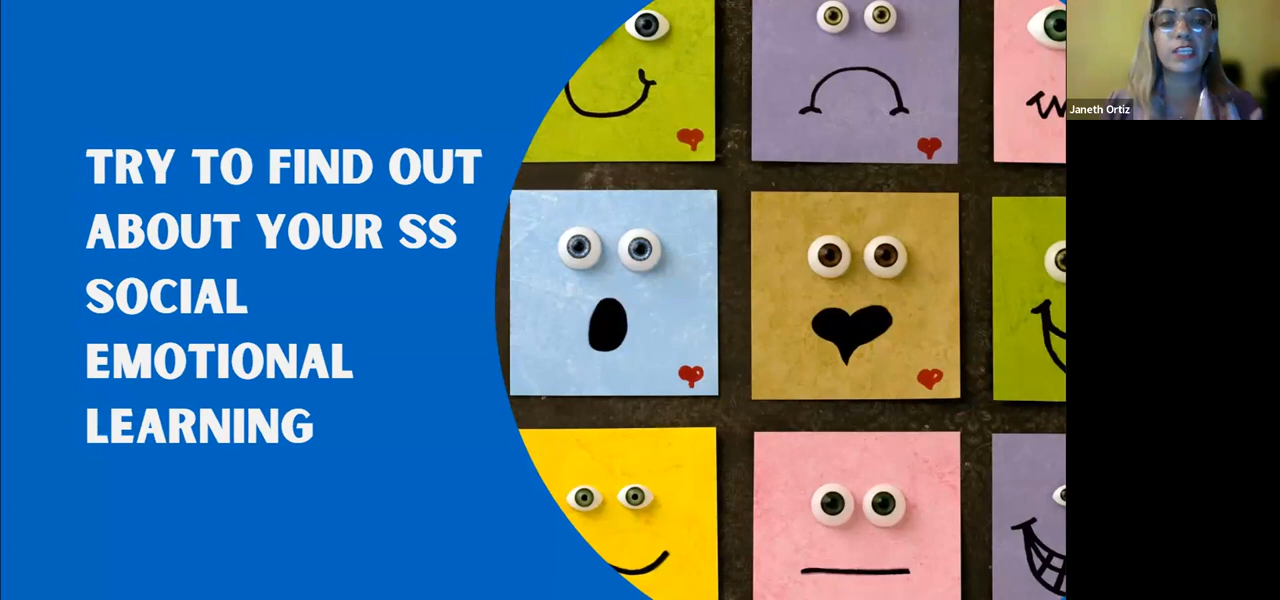 TRY TO FIND OUT
ABOUT YOUR SS
SOCIAL
EMOTIONAL
LEARNING
Janeth Ortiz